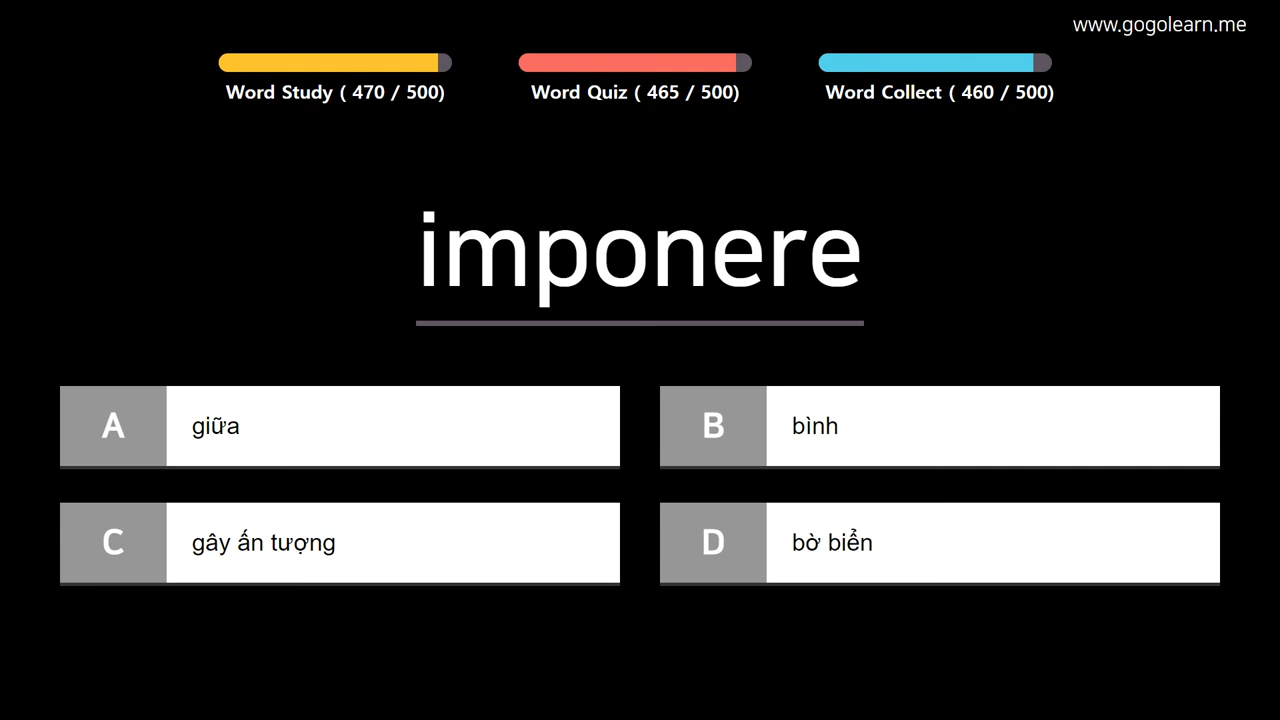 www.gogolearn.me
Word Study ( 470 / 500)
Word Quiz ( 465 / 500)
Word Collect ( 460 / 500)
imponere
A giữa
B bình
C gây ấn tượng
D bờ biển